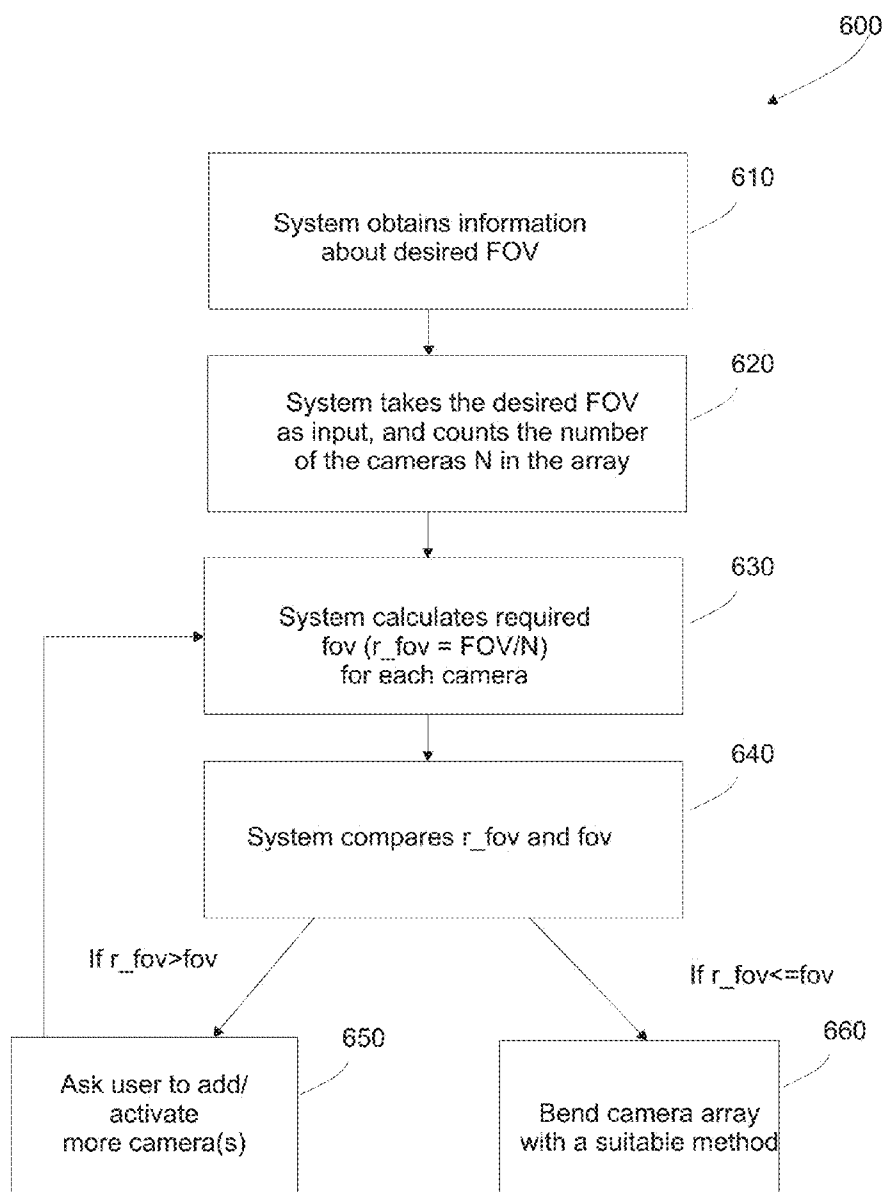 600
610
System obtains information
about desired FOV
620
System takes the desired FOV
as input, and counts the number
of the cameras N in the array
630
System calculates required
fov (r_fov = FOV/N)
for each camera
640
System compares r_fov and fov
If r_fov>fov
If r_fov<=fov
650
Ask user to add/
activate
more camera(s)
660
Bend camera array
with a suitable method